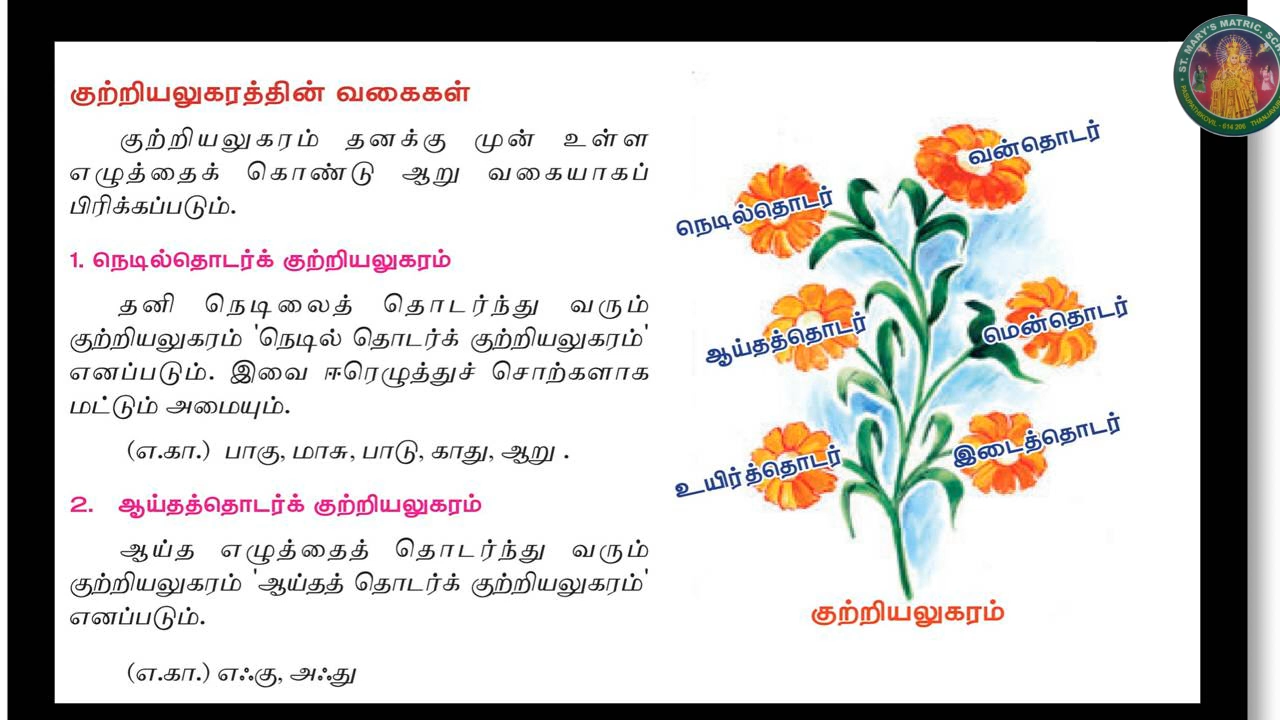 குற்றியலுகரத்தின் வகைகள்
குற்றியலுகரம் தனக்கு முன் உள்ள
எழுத்தைக் கொண்டு ஆறு வகையாகப்
பிரிக்கப்படும்.
1. நெடில்தொடர்க் குற்றியலுகரம்
தனி நெடிலைத் தொடர்ந்து வரும்
குற்றியலுகரம் 'நெடில் தொடர்க் குற்றியலுகரம்'
எனப்படும். இவை ஈரெழுத்துச் சொற்களாக
மட்டும் அமையும்.
(எ.கா.) பாகு, மாசு, பாடு, காது, ஆறு .
2. ஆய்தத்தொடர்க் குற்றியலுகரம்
ஆய்த எழுத்தைத் தொடர்ந்து வரும்
குற்றியலுகரம் 'ஆய்தத் தொடர்க் குற்றியலுகரம்'
எனப்படும்.
(எ.கா.) எஃகு, அஃது
வன்தொடர்
நெடில்தொடர்
மென்தொடர்
ஆய்தத்தொடர்
இடைத்தொடர்
உயிர்த்தொடர்
குற்றியலுகரம்
ST. MARY'S MATRIC.